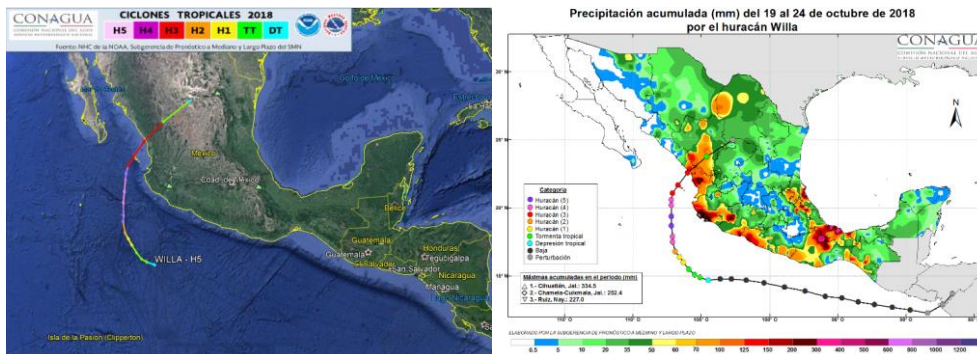 CONAGUA
COMISIÓN NACIONAL DEL AGUA
CICLONES TROPICALES 2018
H5 H4 H3 H2 H1 TT DT
Fuente: NHC de la NOAA, Subgerencia de Pronóstico a Mediano y Largo Plazo del SMN
Golfo de México
México
Ciudad de México
Belice
Guatemala
Honduras
Guatemala
Tegucigalpa
El Salvador
San Salvador
Nicaragua
Managua
WILLA - H5
Isla de la Pasión (Clipperton)
Precipitación acumulada (mm) del 19 al 24 de octubre de 2018
por el huracán Willa
CONAGUA
COMISIÓN NACIONAL DEL AGUA
N
Categoría
Huracán (5)
Huracán (4)
Huracán (3)
Huracán (2)
Huracán (1)
Tormenta tropical
Depresión tropical
Baja
Perturbación
Máximas acumuladas en el periodo (mm)
1.- Cihuatlán, Jal.: 334.5
2.- Chamela-Cuixmala, Jal.: 252.4
3.- Ruiz, Nay.: 227.0
ELABORADO POR LA SUBGERENCIA DE PRONÓSTICO A MEDIANO Y LARGO PLAZO
0.5 5 10 20 35 50 60 70 100 125 150 200 300 400 500 600 800 1000 1200